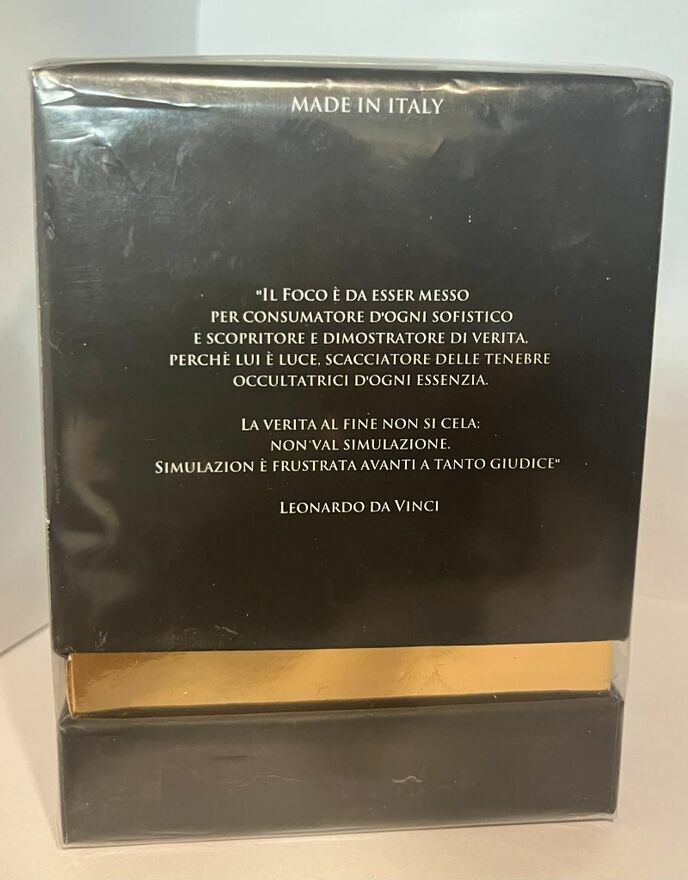 MADE IN ITALY
"IL FOCO È DA ESSER MESSO
PER CONSUMATORE D'OGNI SOFISTICO
E SCOPRITORE E DIMOSTRATORE DI VERITA,
PERCHÈ LUI È LUCE, SCACCIATORE DELLE TENEBRE
OCCULTATRICI D'OGNI ESSENZIA.
LA VERITA AL FINE NON SI CELA;
NON VAL SIMULAZIONE.
SIMULAZION È FRUSTRATA AVANTI A TANTO GIUDICE"
LEONARDO DA VINCI